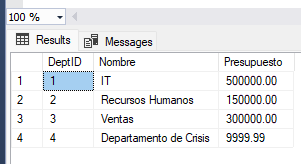 100 %
Results Messages
DeptID Nombre Presupuesto
1 1 IT 500000.00
2 2 Recursos Humanos 150000.00
3 3 Ventas 300000.00
4 4 Departamento de Crisis 9999.99